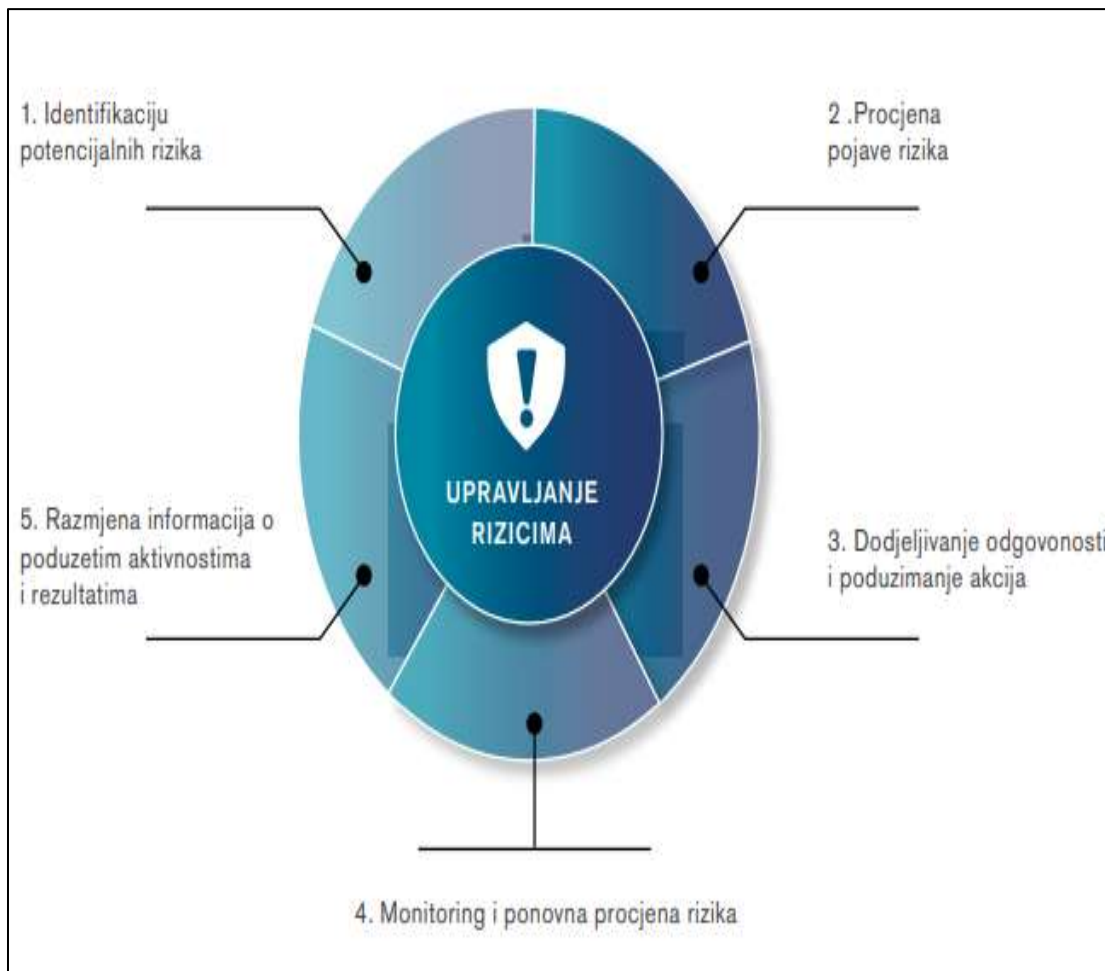 1. Identifikaciju
potencijalnih rizika
2 .Procjena
pojave rizika
UPRAVLJANJE
RIZICIMA
3. Dodjeljivanje odgovonosti
i poduzimanje akcija
4. Monitoring i ponovna procjena rizika
5. Razmjena informacija o
poduzetim aktivnostima
i rezultatima